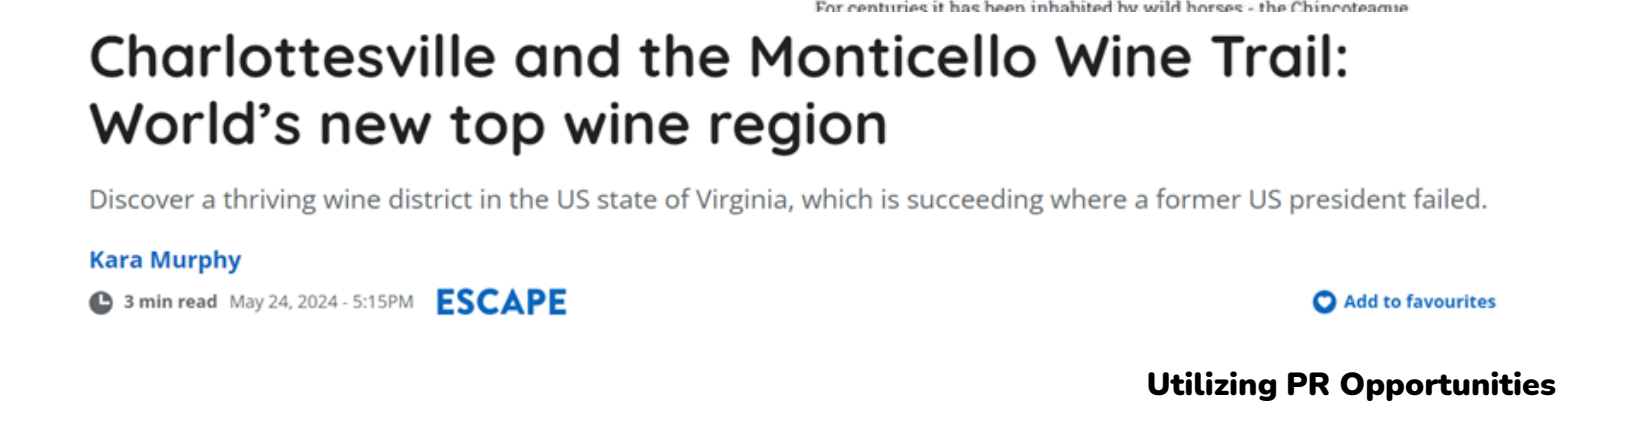 For centuries it has been inhabited by wild horses - the Chincoteague
Charlottesville and the Monticello Wine Trail:
World’s new top wine region
Discover a thriving wine district in the US state of Virginia, which is succeeding where a former US president failed.
Kara Murphy
3 min read May 24, 2024 - 5:15PM ESCAPE
Add to favourites
Utilizing PR Opportunities